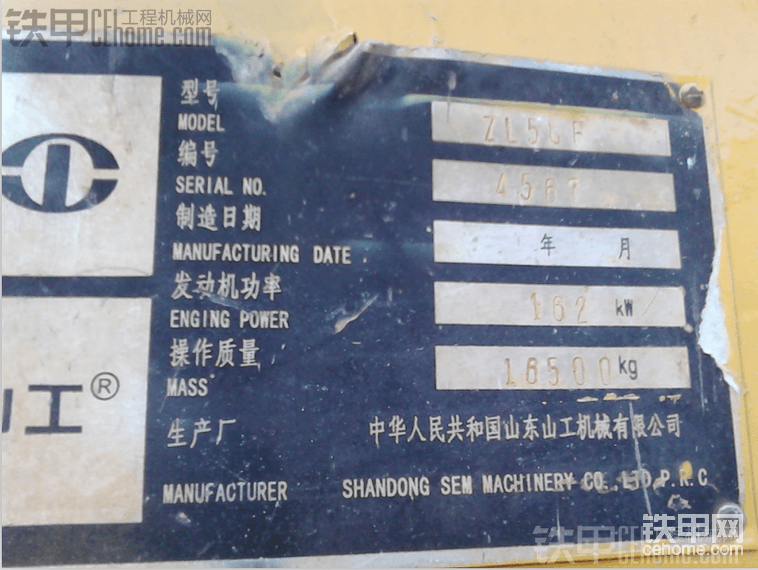 铁甲 CE 工程机械网
CEhome.com
型号
MODEL
编号
SERIAL NO.
4567
制造日期
年 月
MANUFACTURING DATE
发动机功率
ENGING POWER
162 kW
操作质量
MASS
16500 kg
生产厂
中华人民共和国山东山工机械有限公司
MANUFACTURER
SHANDONG SEM MACHINERY CO.,LTD.P.R.C
山工®
铁甲网
cehome.com